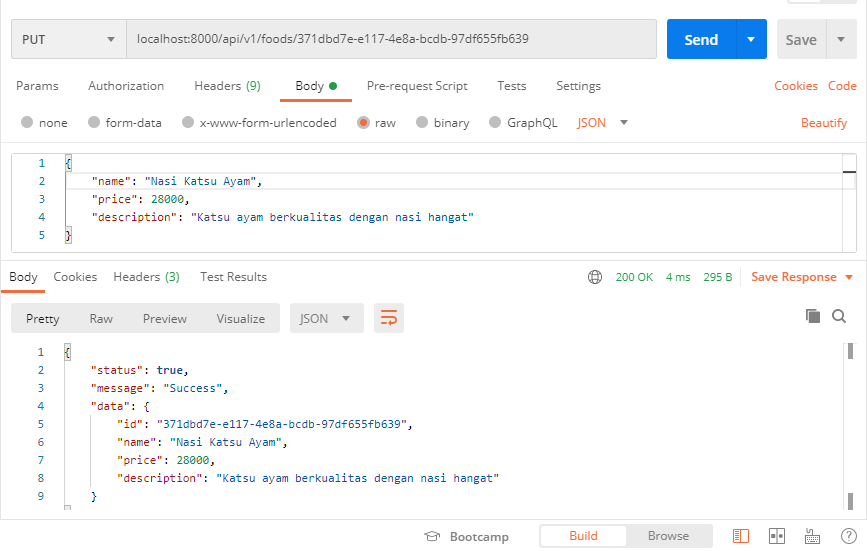 PUT localhost:8000/api/v1/foods/371dbd7e-e117-4e8a-bcdb-97df655fb639 Send Save
Params Authorization Headers (9) Body Pre-request Script Tests Settings Cookies Code
none form-data x-www-form-urlencoded raw binary GraphQL JSON Beautify
1 {
2 "name": "Nasi Katsu Ayam",
3 "price": 28000,
4 "description": "Katsu ayam berkualitas dengan nasi hangat"
5 }
Body Cookies Headers (3) Test Results 200 OK 4 ms 295 B Save Response
Pretty Raw Preview Visualize JSON
1 {
2 "status": true,
3 "message": "Success",
4 "data": {
5 "id": "371dbd7e-e117-4e8a-bcdb-97df655fb639",
6 "name": "Nasi Katsu Ayam",
7 "price": 28000,
8 "description": "Katsu ayam berkualitas dengan nasi hangat"
9 }
Bootcamp Build Browse